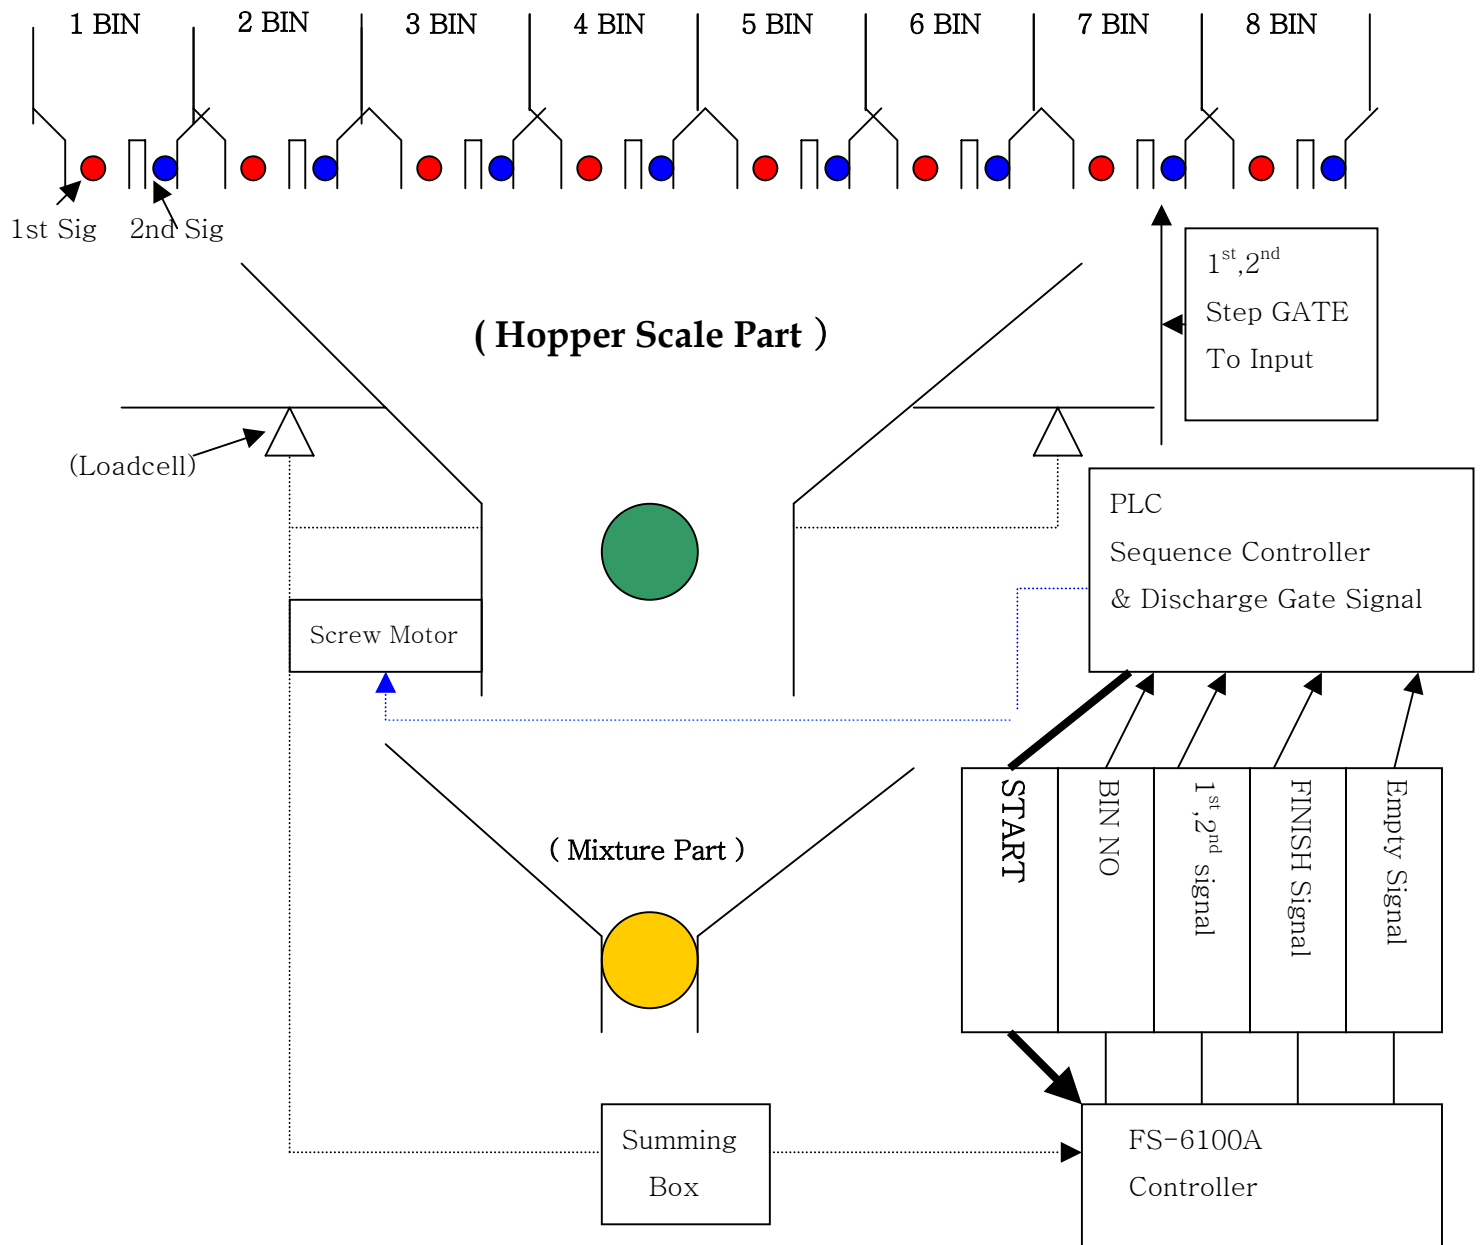 1 BIN 2 BIN 3 BIN 4 BIN 5 BIN 6 BIN 7 BIN 8 BIN
1st Sig 2nd Sig
1st,2nd
Step GATE
To Input
( Hopper Scale Part )
(Loadcell)
PLC
Sequence Controller
& Discharge Gate Signal
Screw Motor
START
BIN NO
1st,2nd signal
FINISH Signal
Empty Signal
( Mixture Part )
Summing
Box
FS-6100A
Controller